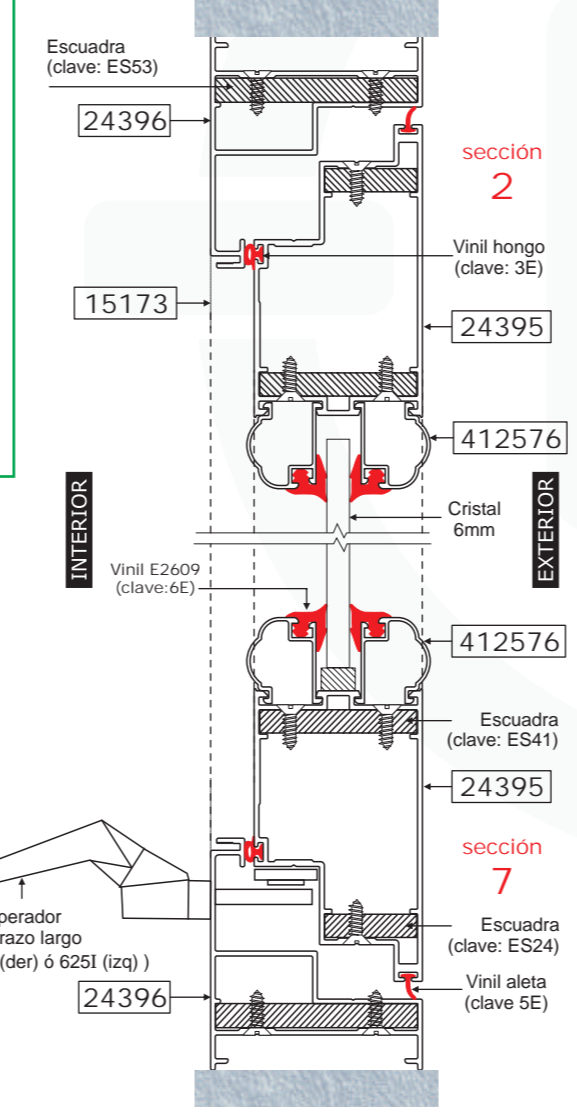 Escuadra
(clave: ES53)
24396
sección
2
Vinil hongo
(clave: 3E)
15173
24395
412576
INTERIOR
Cristal
6mm
EXTERIOR
Vinil E2609
(clave:6E)
412576
Escuadra
(clave: ES41)
24395
sección
7
perador
razo largo
(der) ó 625I (izq) )
Escuadra
(clave: ES24)
24396
Vinil aleta
(clave 5E)